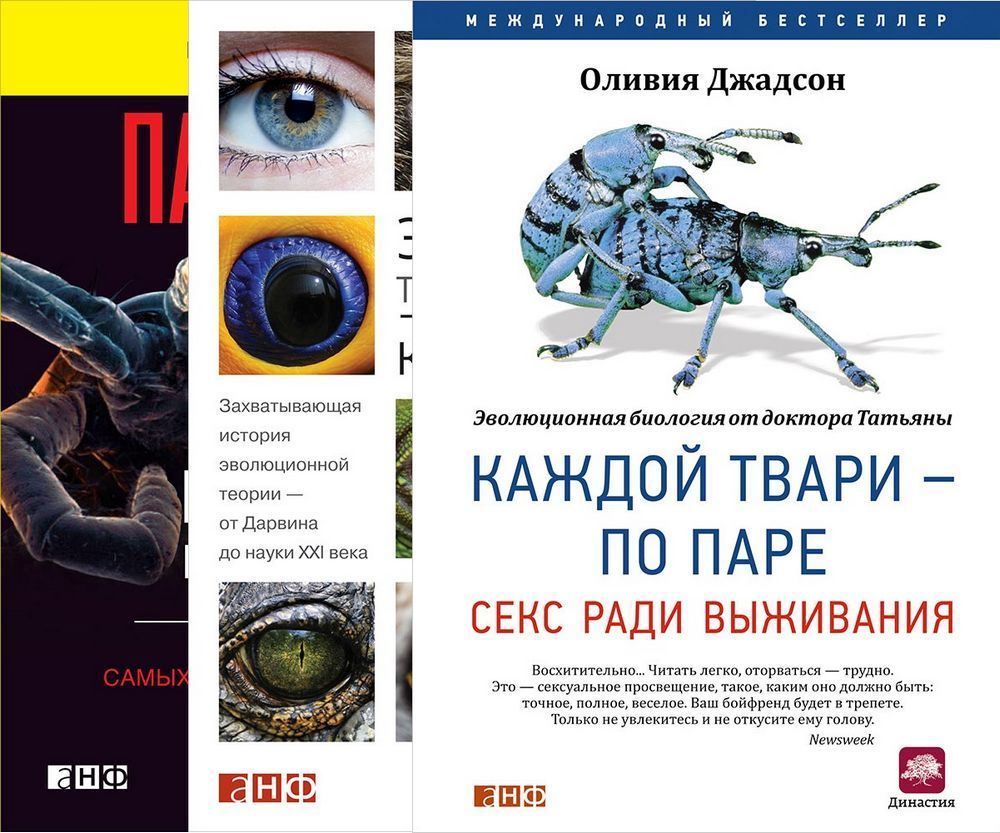 ПА
САМЫХ
анф
Захватывающая
история
эволюционной
теории —
от Дарвина
до науки XXI века
анф
МЕЖДУНАРОДНЫЙ БЕСТСЕЛЛЕР
Оливия Джадсон
Эволюционная биология от доктора Татьяны
КАЖДОЙ ТВАРИ –
ПО ПАРЕ
СЕКС РАДИ ВЫЖИВАНИЯ
Восхитительно... Читать легко, оторваться — трудно.
Это — сексуальное просвещение, такое, каким оно должно быть:
точное, полное, веселое. Ваш бойфренд будет в трепете.
Только не увлекитесь и не откусите ему голову.
Newsweek
анф
Династия